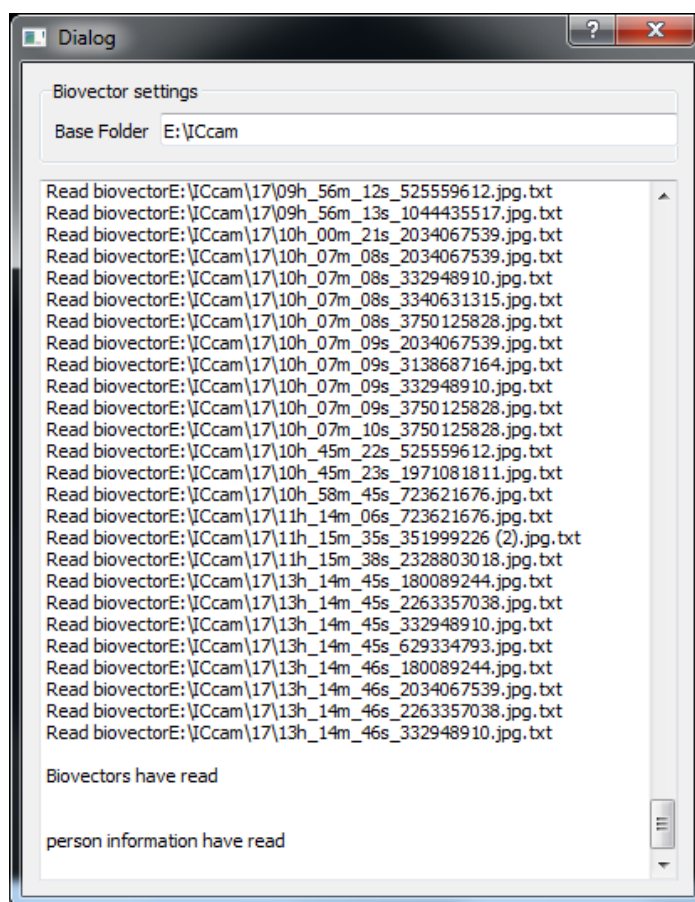 Dialog
Biovector settings
Base Folder E:\ICcam
Read biovectorE:\ICcam\17\09h_56m_12s_525559612.jpg.txt
Read biovectorE:\ICcam\17\09h_56m_13s_1044435517.jpg.txt
Read biovectorE:\ICcam\17\10h_00m_21s_2034067539.jpg.txt
Read biovectorE:\ICcam\17\10h_07m_08s_2034067539.jpg.txt
Read biovectorE:\ICcam\17\10h_07m_08s_332948910.jpg.txt
Read biovectorE:\ICcam\17\10h_07m_08s_3340631315.jpg.txt
Read biovectorE:\ICcam\17\10h_07m_08s_3750125828.jpg.txt
Read biovectorE:\ICcam\17\10h_07m_09s_2034067539.jpg.txt
Read biovectorE:\ICcam\17\10h_07m_09s_3138687164.jpg.txt
Read biovectorE:\ICcam\17\10h_07m_09s_332948910.jpg.txt
Read biovectorE:\ICcam\17\10h_07m_09s_3750125828.jpg.txt
Read biovectorE:\ICcam\17\10h_07m_10s_3750125828.jpg.txt
Read biovectorE:\ICcam\17\10h_45m_22s_525559612.jpg.txt
Read biovectorE:\ICcam\17\10h_45m_23s_1971081811.jpg.txt
Read biovectorE:\ICcam\17\10h_58m_45s_723621676.jpg.txt
Read biovectorE:\ICcam\17\11h_14m_06s_723621676.jpg.txt
Read biovectorE:\ICcam\17\11h_15m_35s_351999226 (2).jpg.txt
Read biovectorE:\ICcam\17\11h_15m_38s_2328803018.jpg.txt
Read biovectorE:\ICcam\17\13h_14m_45s_180089244.jpg.txt
Read biovectorE:\ICcam\17\13h_14m_45s_2263357038.jpg.txt
Read biovectorE:\ICcam\17\13h_14m_45s_332948910.jpg.txt
Read biovectorE:\ICcam\17\13h_14m_45s_629334793.jpg.txt
Read biovectorE:\ICcam\17\13h_14m_46s_180089244.jpg.txt
Read biovectorE:\ICcam\17\13h_14m_46s_2034067539.jpg.txt
Read biovectorE:\ICcam\17\13h_14m_46s_2263357038.jpg.txt
Read biovectorE:\ICcam\17\13h_14m_46s_332948910.jpg.txt
Biovectors have read
person information have read